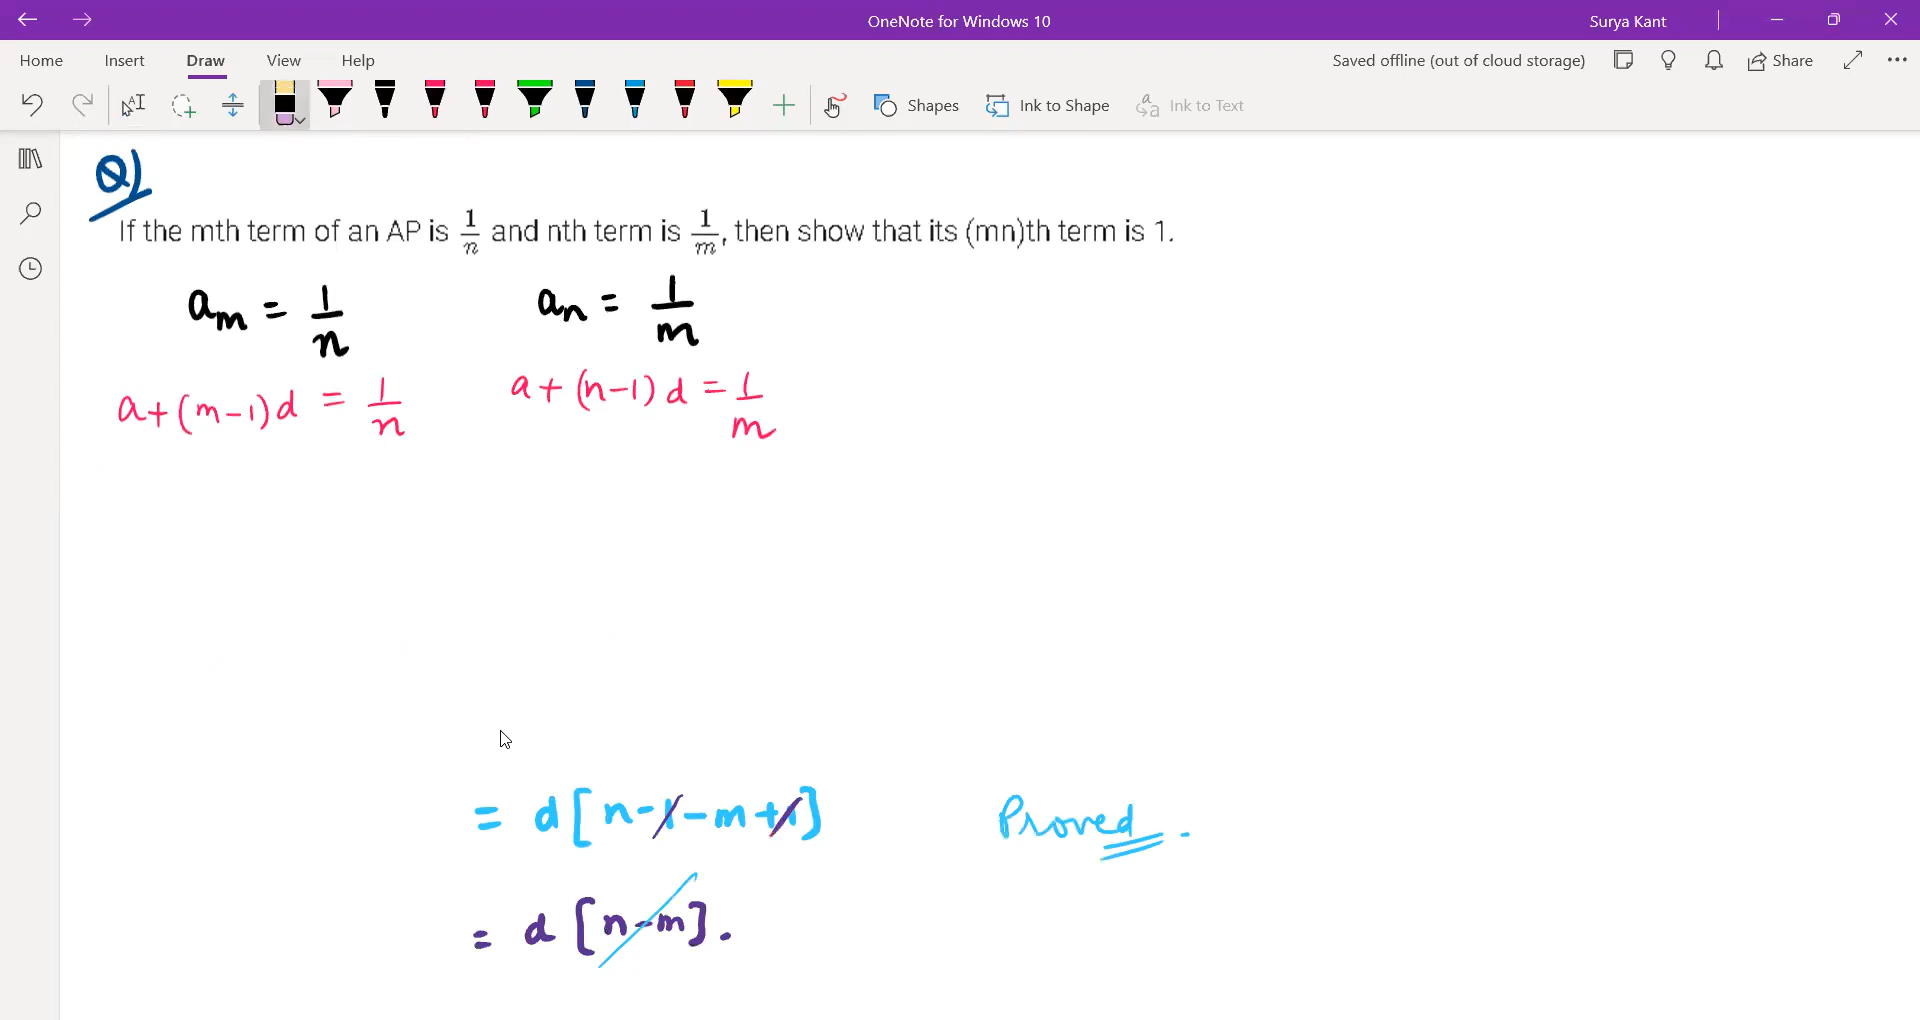 OneNote for Windows 10
Surya Kant
Home Insert Draw View Help
Saved offline (out of cloud storage) Share
Shapes Ink to Shape Ink to Text
Q)
If the mth term of an AP is 1/n and nth term is 1/m, then show that its (mn)th term is 1.
am = 1/n an = 1/m
a+(m-1)d = 1/n a+(n-1)d = 1/m
= d[n-1-m+1] Proved.
= d[n-m].